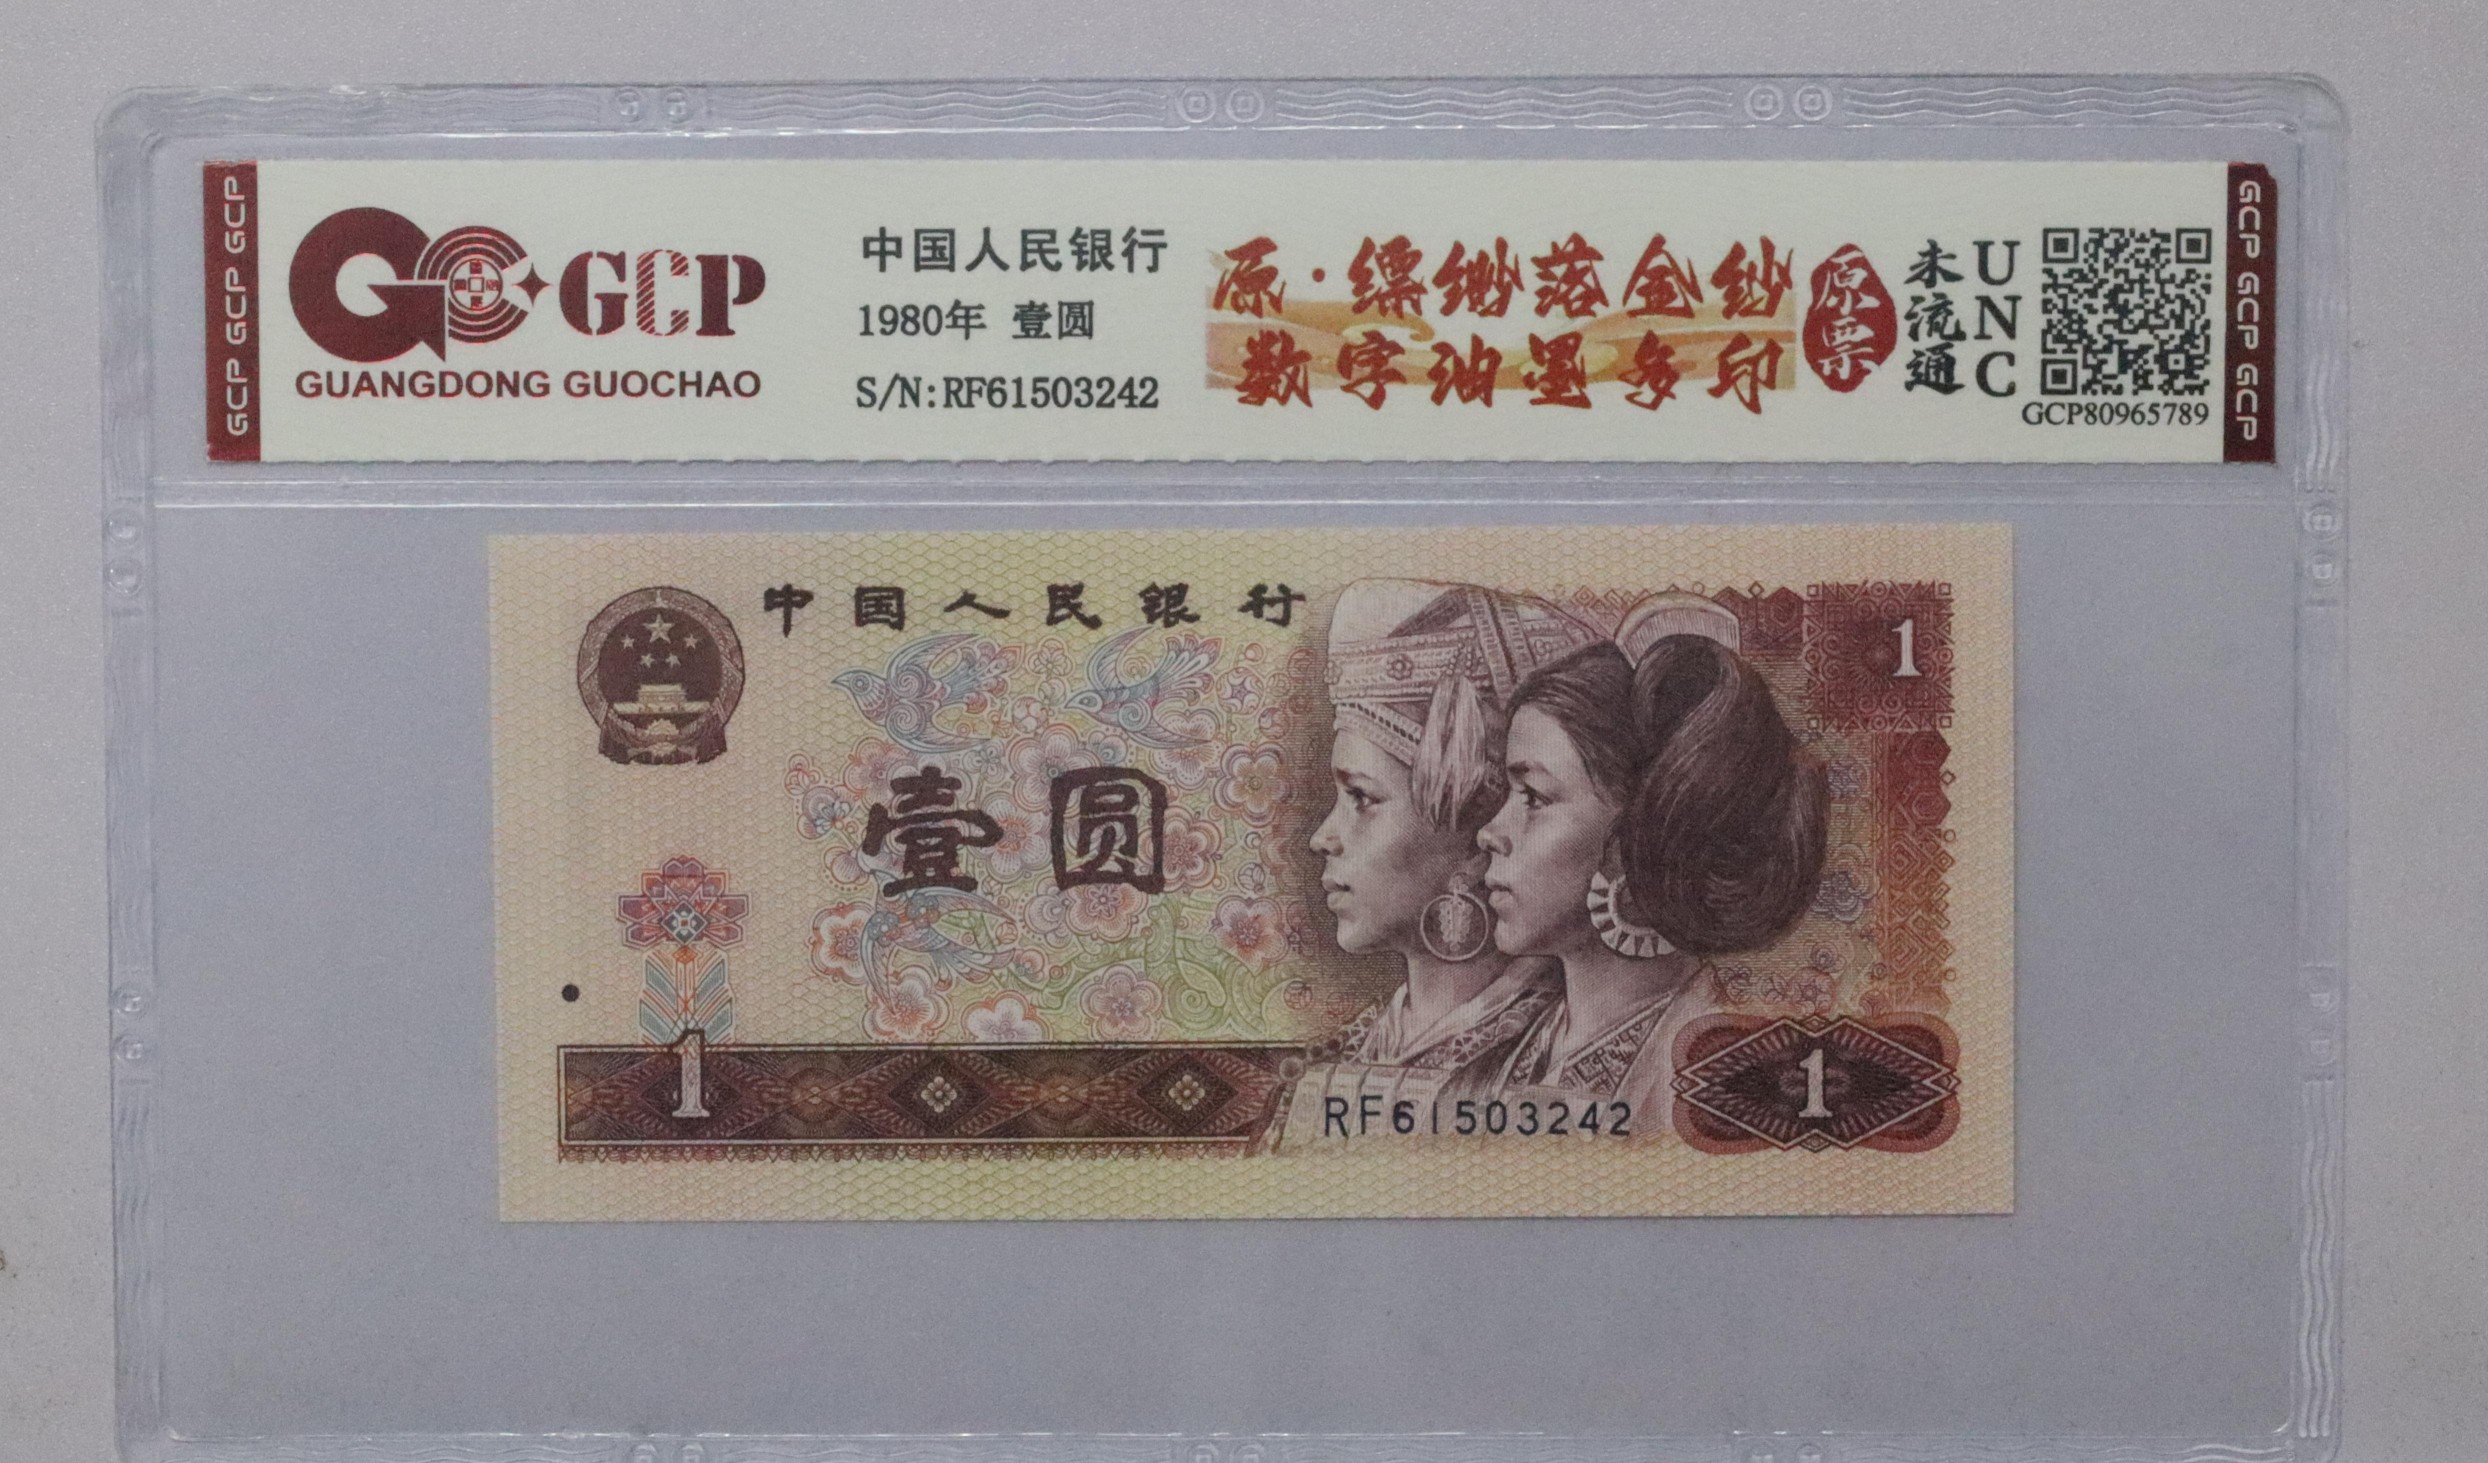 GCP GCP GCP
GCP
GUANGDONG GUOCHAO
中国人民银行
1980年 壹圆
S/N:RF61503242
原·缥缈落金纱
数字油墨多印
原票
未流通
UNC
GCP80965789
GCP GCP GCP
中国人民银行
1
壹圆
1
RF61503242
1